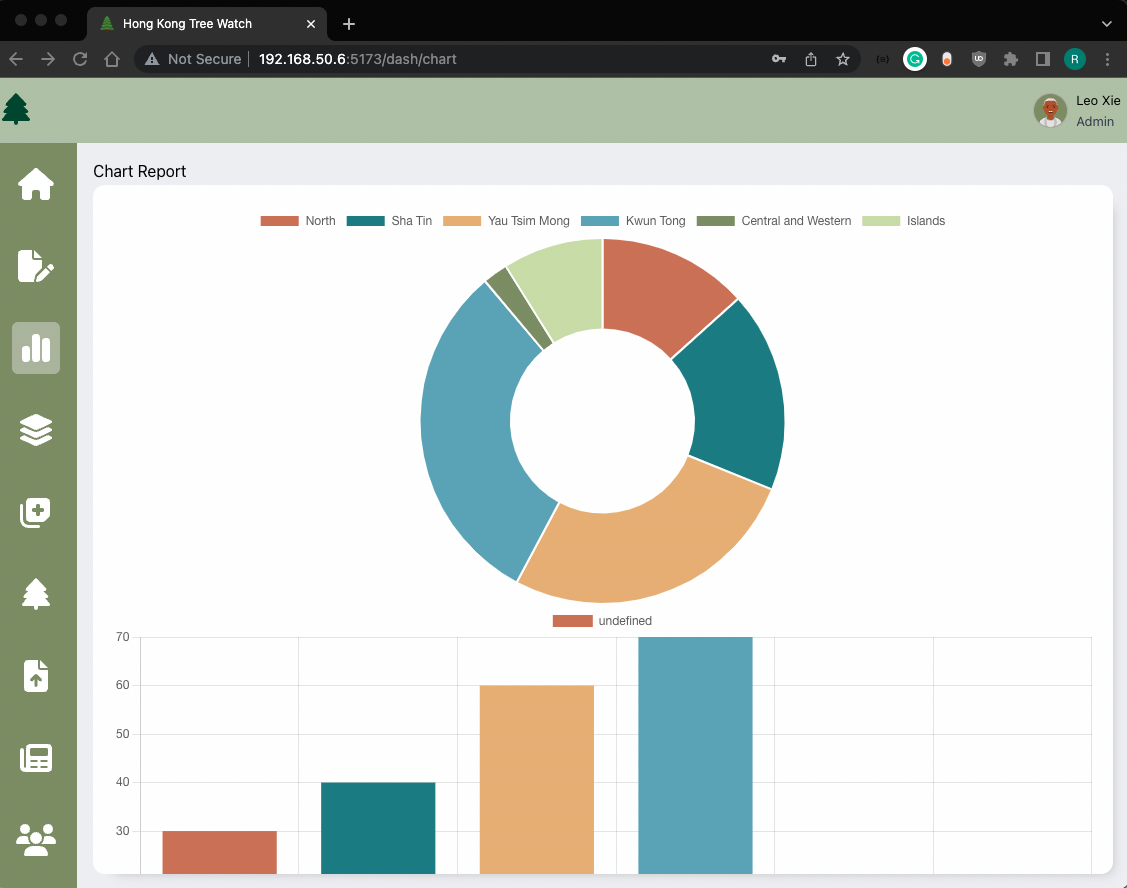 Hong Kong Tree Watch
Not Secure 192.168.50.6:5173/dash/chart
R
Leo Xie
Admin
Chart Report
North Sha Tin Yau Tsim Mong Kwun Tong Central and Western Islands
undefined
70
60
50
40
30